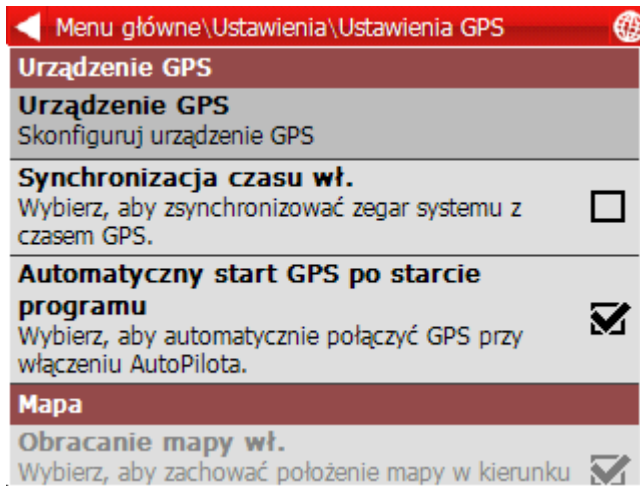 Menu główne\Ustawienia\Ustawienia GPS
Urządzenie GPS
Urządzenie GPS
Skonfiguruj urządzenie GPS
Synchronizacja czasu wł.
Wybierz, aby zsynchronizować zegar systemu z
czasem GPS.
Automatyczny start GPS po starcie
programu
Wybierz, aby automatycznie połączyć GPS przy
włączeniu AutoPilota.
Mapa
Obracanie mapy wł.
Wybierz, aby zachować położenie mapy w kierunku